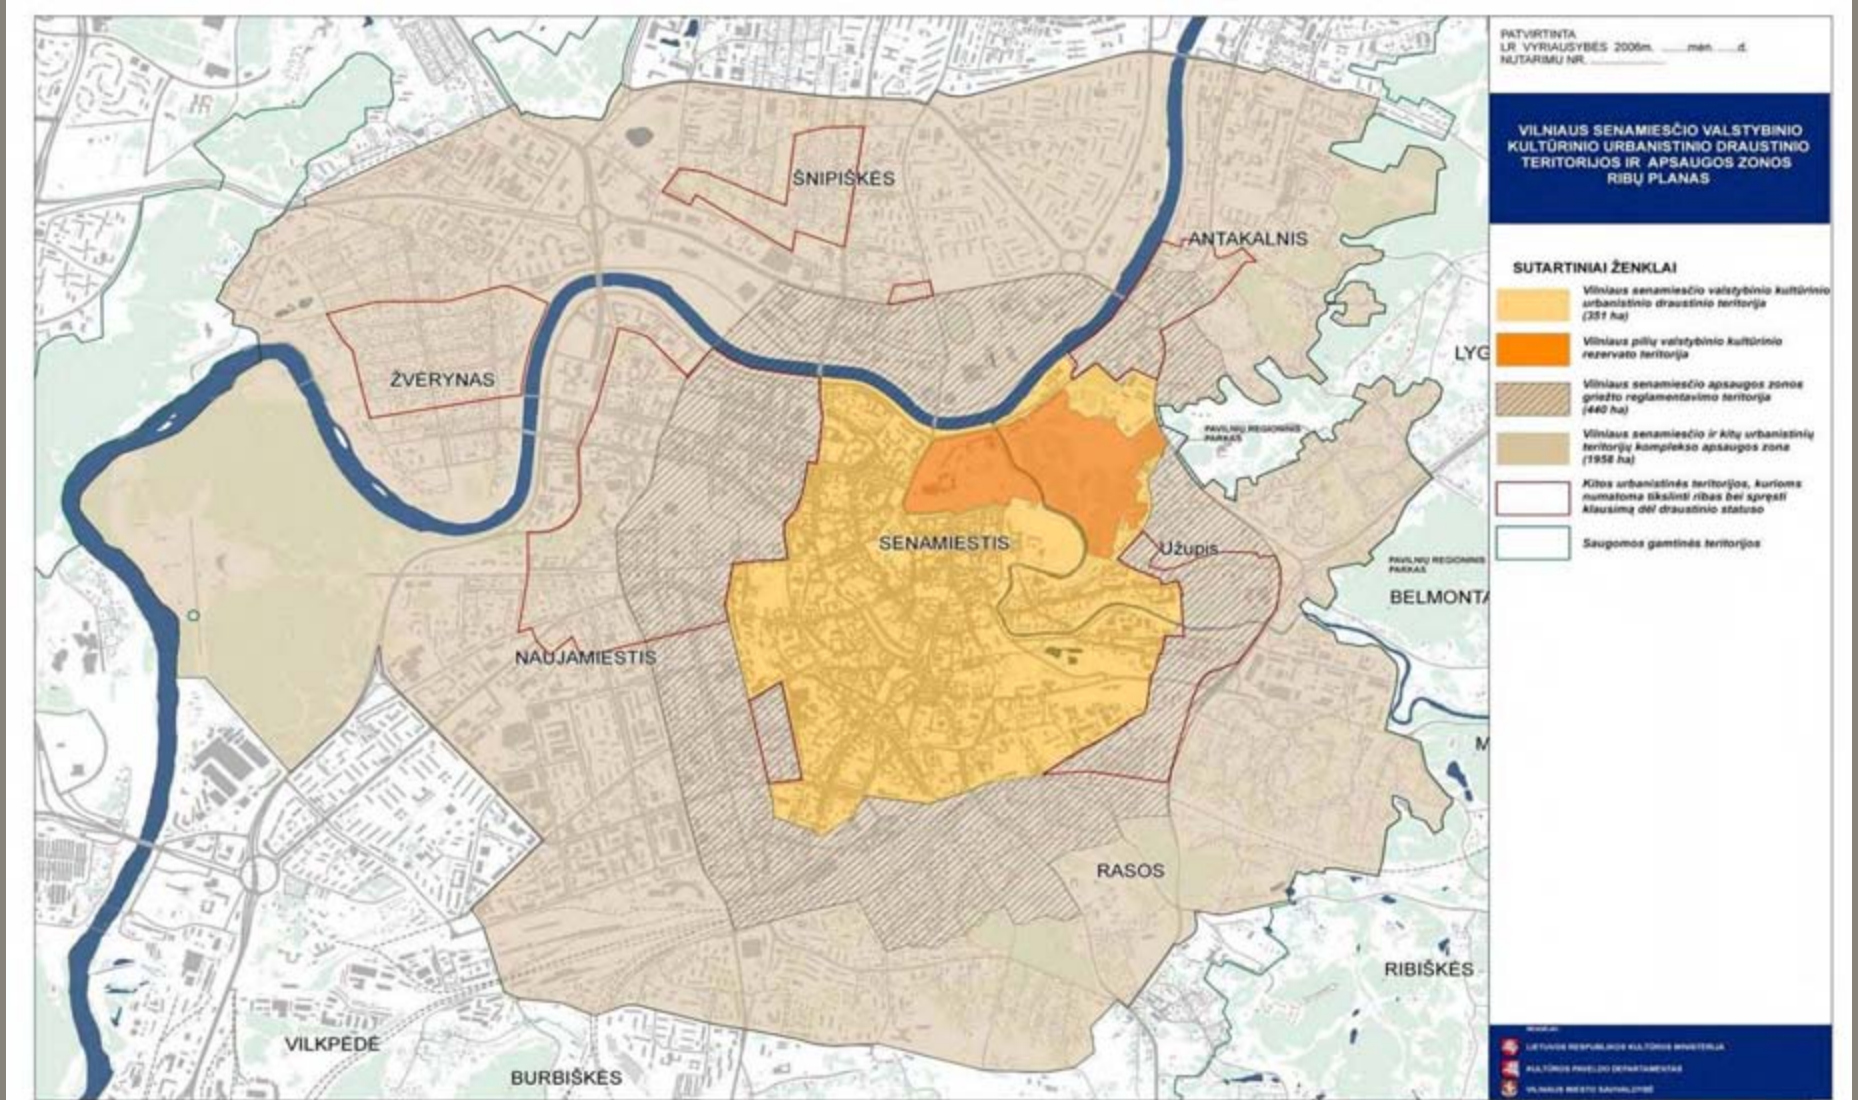 PATVIRTINTA
LR VYRIAUSYBĖS 2006m. ........mėn. ......d.
NUTARIMU NR. ....................
VILNIAUS SENAMIESČIO VALSTYBINIO
KULTŪRINIO URBANISTINIO DRAUSTINIO
TERITORIJOS IR APSAUGOS ZONOS
RIBŲ PLANAS
SUTARTINIAI ŽENKLAI
Vilniaus senamiesčio valstybinio kultūrinio
urbanistinio draustinio teritorija
(351 ha)
Vilniaus pilių valstybinio kultūrinio
rezervato teritorija
Vilniaus senamiesčio apsaugos zonos
griežto reglamentavimo teritorija
(440 ha)
Vilniaus senamiesčio ir kitų urbanistinių
teritorijų komplekso apsaugos zona
(1958 ha)
Kitos urbanistinės teritorijos, kurioms
numatoma tikslinti ribas bei spręsti
klausimą dėl draustinio statuso
Saugomos gamtinės teritorijos
ŠNIPIŠKĖS
ANTAKALNIS
LYG
ŽVĖRYNAS
PAVILNIŲ REGIONINIS
PARKAS
SENAMIESTIS
Užupis
PAVILNIŲ REGIONINIS
PARKAS
BELMONTA
NAUJAMIESTIS
M
RASOS
RIBIŠKĖS
VILKPĖDĖ
BURBIŠKĖS
LIETUVOS RESPUBLIKOS KULTŪROS MINISTERIJA
KULTŪROS PAVELDO DEPARTAMENTAS
VILNIAUS MIESTO SAVIVALDYBĖ